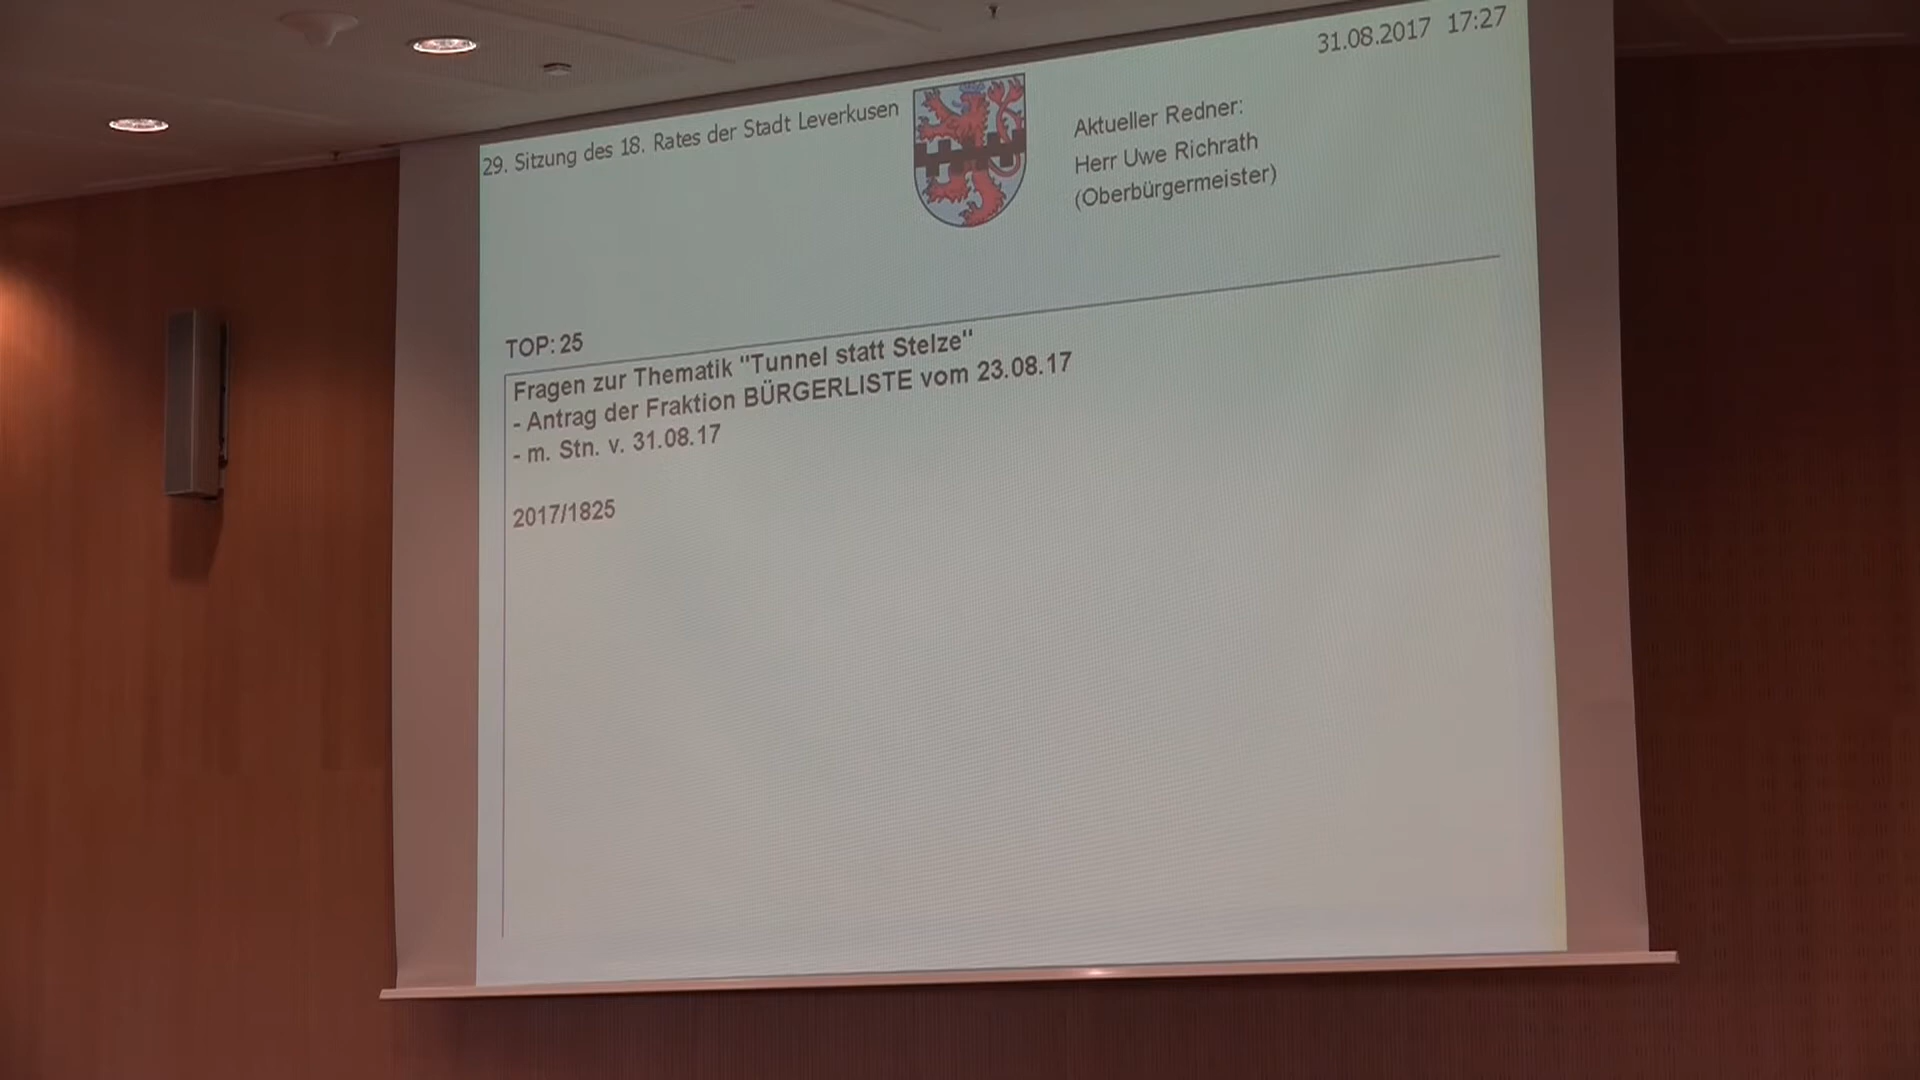 31.08.2017 17:27
29. Sitzung des 18. Rates der Stadt Leverkusen
Aktueller Redner:
Herr Uwe Richrath
(Oberbürgermeister)
TOP: 25
Fragen zur Thematik "Tunnel statt Stelze"
- Antrag der Fraktion BÜRGERLISTE vom 23.08.17
- m. Stn. v. 31.08.17
2017/1825